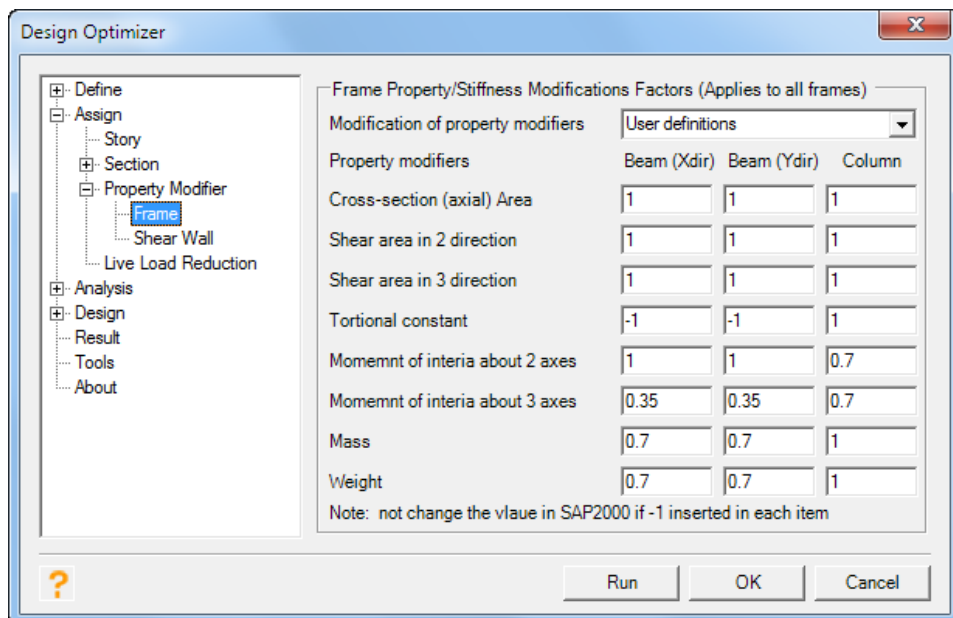 Design Optimizer
Define
Assign
Story
Section
Property Modifier
Frame
Shear Wall
Live Load Reduction
Analysis
Design
Result
Tools
About
Frame Property/Stiffness Modifications Factors (Applies to all frames)
Modification of property modifiers User definitions
Property modifiers Beam (Xdir) Beam (Ydir) Column
Cross-section (axial) Area 1 1 1
Shear area in 2 direction 1 1 1
Shear area in 3 direction 1 1 1
Tortional constant -1 -1 1
Momemnt of interia about 2 axes 1 1 0.7
Momemnt of interia about 3 axes 0.35 0.35 0.7
Mass 0.7 0.7 1
Weight 0.7 0.7 1
Note: not change the vlaue in SAP2000 if -1 inserted in each item
? Run OK Cancel